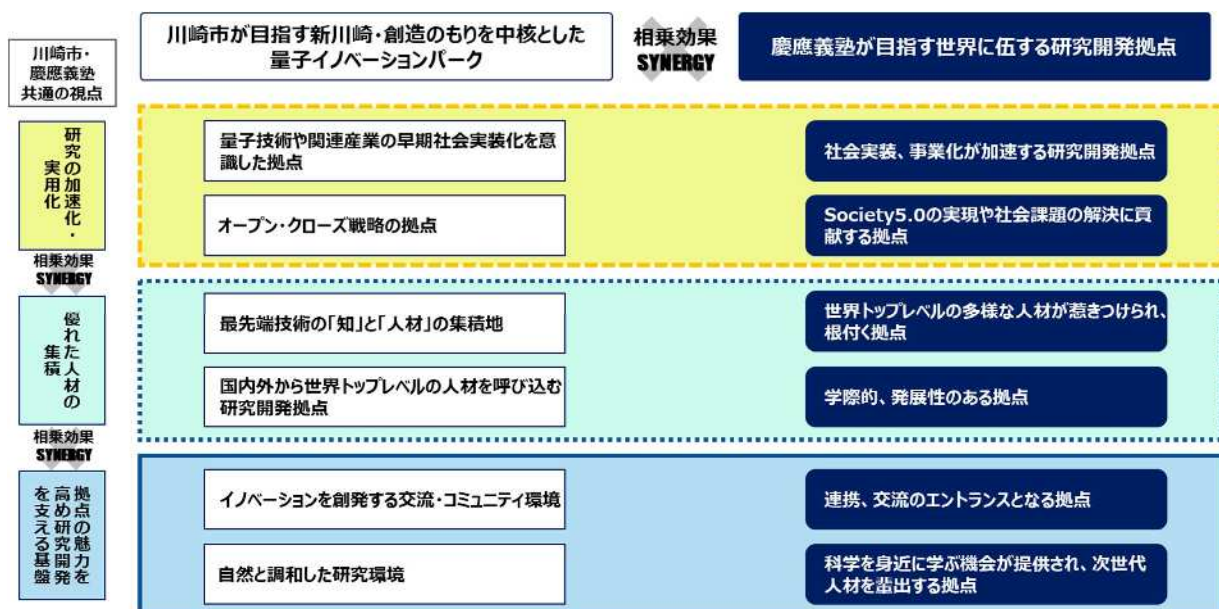 川崎市・
慶應義塾
共通の視点
川崎市が目指す新川崎・創造のもりを中核とした
量子イノベーションパーク
相乗効果
SYNERGY
慶應義塾が目指す世界に伍する研究開発拠点
研究の加速化・
実用化
量子技術や関連産業の早期社会実装化を意
識した拠点
社会実装、事業化が加速する研究開発拠点
オープン・クローズ戦略の拠点
Society5.0の実現や社会課題の解決に貢
献する拠点
相乗効果
SYNERGY
優れた人材の
集積
最先端技術の「知」と「人材」の集積地
世界トップレベルの多様な人材が惹きつけられ、
根付く拠点
国内外から世界トップレベルの人材を呼び込む
研究開発拠点
学際的、発展性のある拠点
相乗効果
SYNERGY
拠点の魅力を
高め研究開発
を支える基盤
イノベーションを創発する交流・コミュニティ環境
連携、交流のエントランスとなる拠点
自然と調和した研究環境
科学を身近に学ぶ機会が提供され、次世代
人材を輩出する拠点